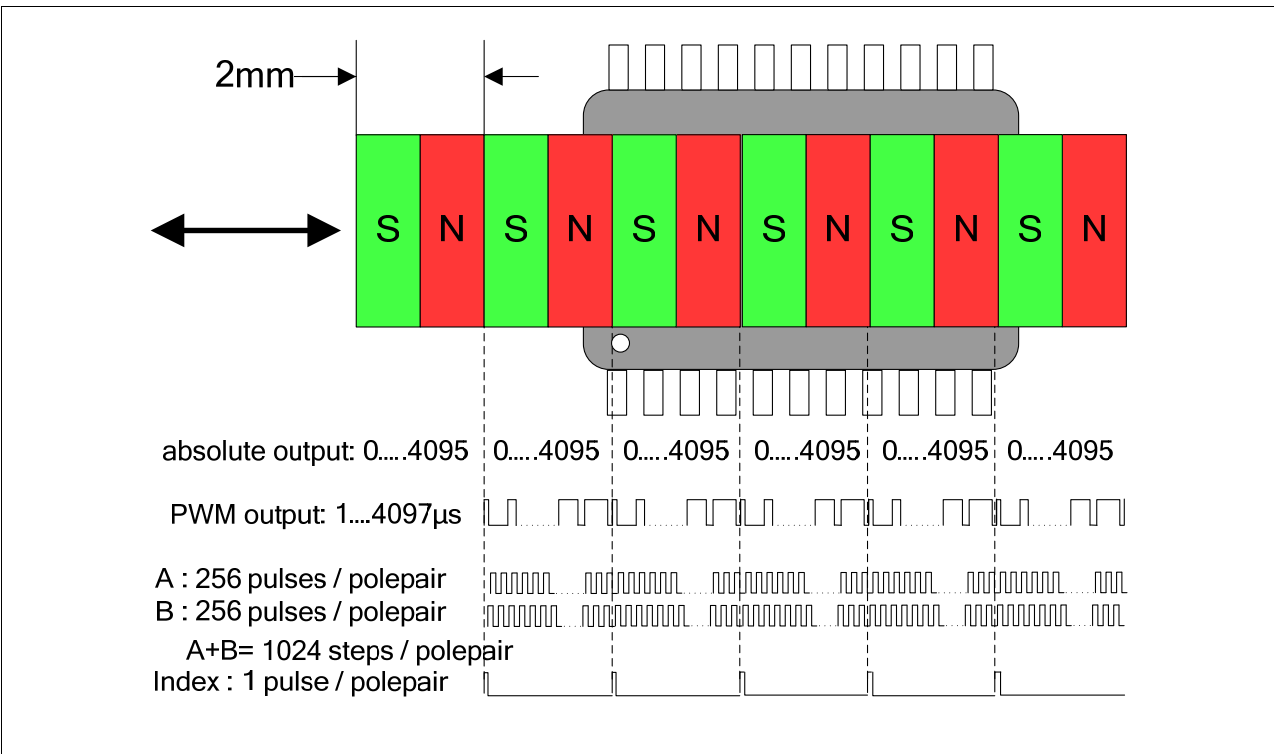 2mm
S N S N S N S N S N S N
absolute output: 0.....4095 0.....4095 0.....4095 0.....4095 0.....4095 0.....4095
PWM output: 1....4097µs
A : 256 pulses / polepair
B : 256 pulses / polepair
A+B= 1024 steps / polepair
Index : 1 pulse / polepair